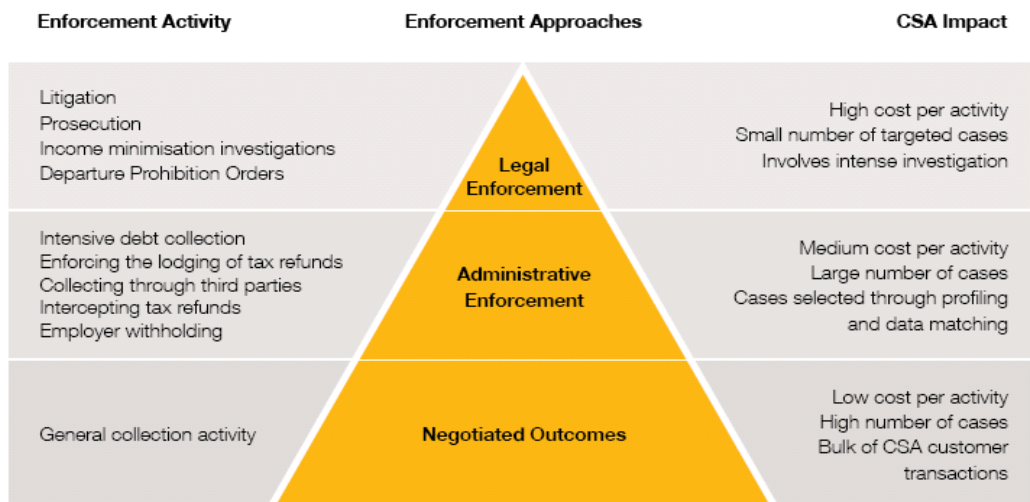 Enforcement Activity
Enforcement Approaches
CSA Impact
Litigation
Prosecution
Income minimisation investigations
Departure Prohibition Orders
Legal
Enforcement
High cost per activity
Small number of targeted cases
Involves intense investigation
Intensive debt collection
Enforcing the lodging of tax refunds
Collecting through third parties
Intercepting tax refunds
Employer withholding
Administrative
Enforcement
Medium cost per activity
Large number of cases
Cases selected through profiling
and data matching
General collection activity
Negotiated Outcomes
Low cost per activity
High number of cases
Bulk of CSA customer
transactions